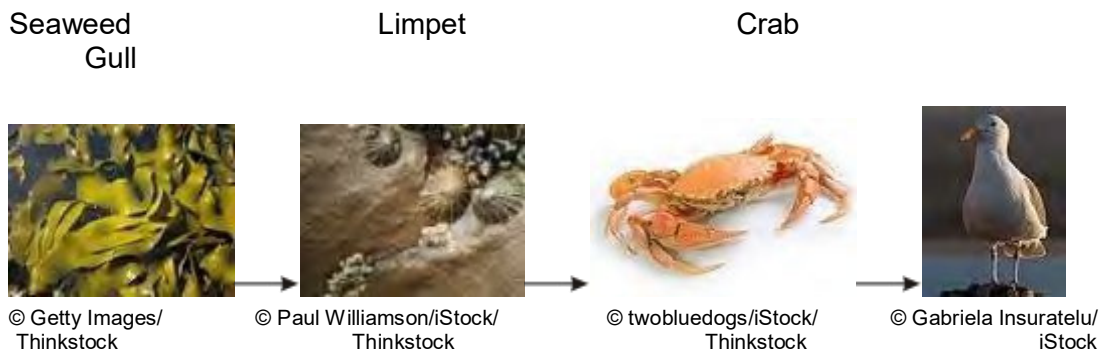 Seaweed Limpet Crab
Gull
© Getty Images/ © Paul Williamson/iStock/ © twobluedogs/iStock/ © Gabriela Insuratelu/
Thinkstock Thinkstock Thinkstock iStock